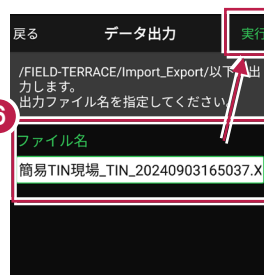 戻る データ出力 実行
/FIELD-TERRACE/Import_Export/以下 出
力します。
出力ファイル名を指定してください。
6
ファイル名
簡易TIN現場_TIN_20240903165037.X